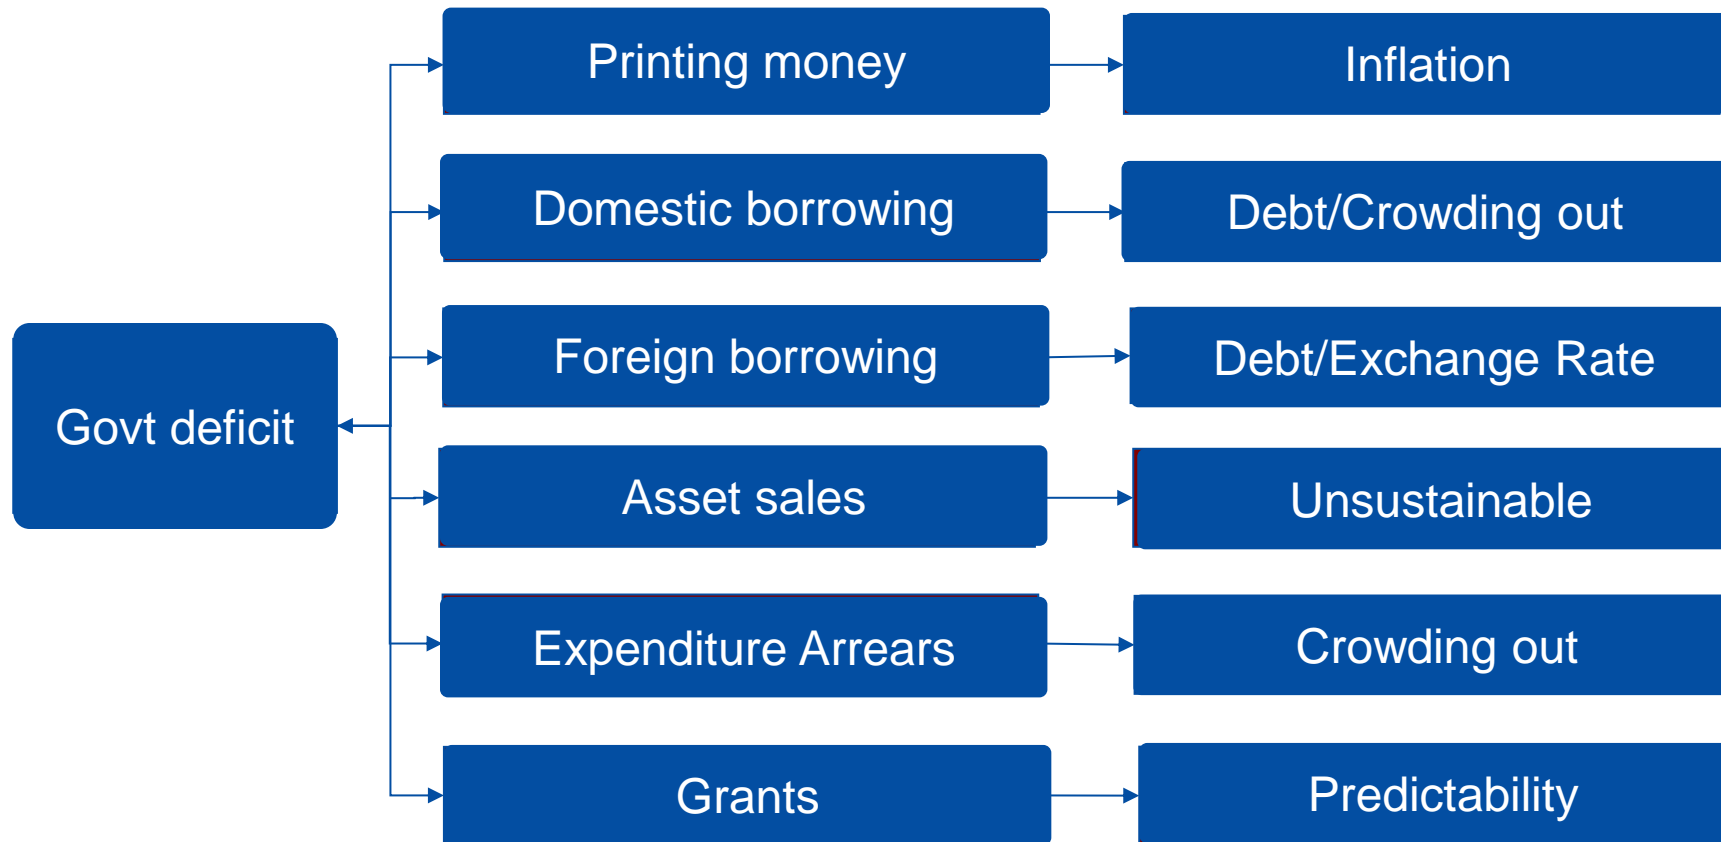 Printing money
Inflation
Domestic borrowing
Debt/Crowding out
Foreign borrowing
Debt/Exchange Rate
Govt deficit
Asset sales
Unsustainable
Expenditure Arrears
Crowding out
Grants
Predictability